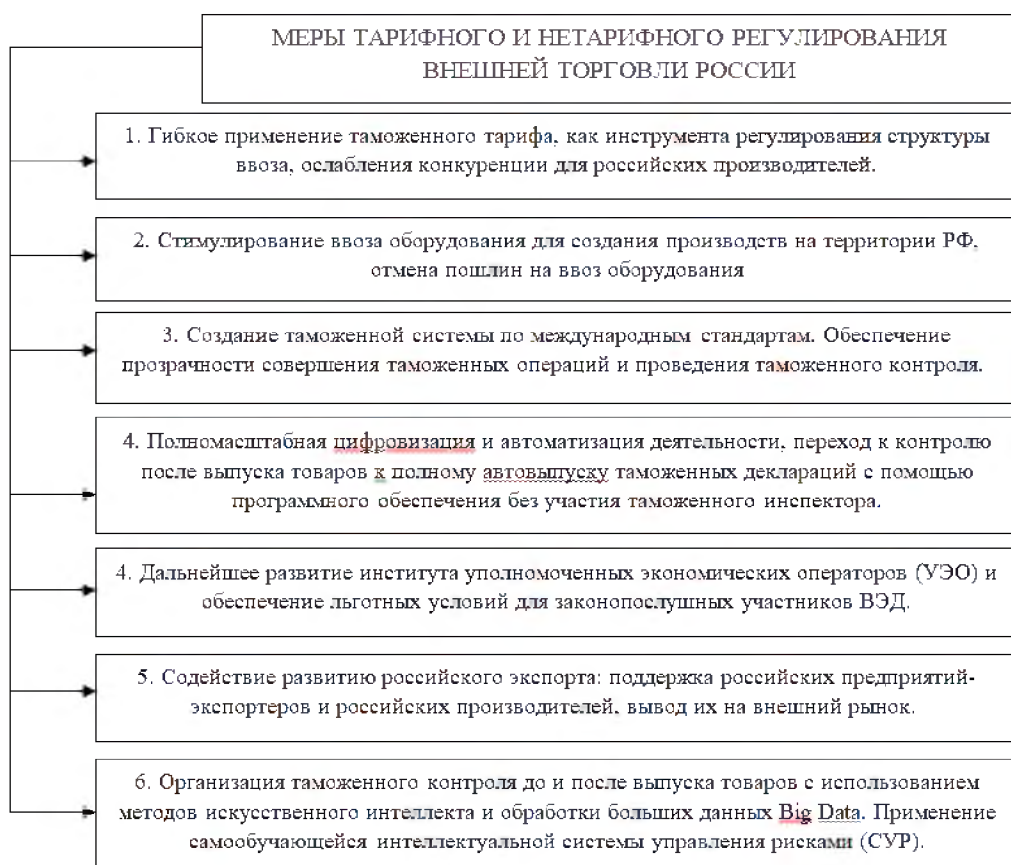 МЕРЫ ТАРИФНОГО И НЕТАРИФНОГО РЕГУЛИРОВАНИЯ
ВНЕШНЕЙ ТОРГОВЛИ РОССИИ
1. Гибкое применение таможенного тарифа, как инструмента регулирования структуры
ввоза, ослабления конкуренции для российских производителей.
2. Стимулирование ввоза оборудования для создания производств на территории РФ,
отмена пошлин на ввоз оборудования
3. Создание таможенной системы по международным стандартам. Обеспечение
прозрачности совершения таможенных операций и проведения таможенного контроля.
4. Полномасштабная цифровизация и автоматизация деятельности, переход к контролю
после выпуска товаров к полному автовыпуску таможенных деклараций с помощью
программного обеспечения без участия таможенного инспектора.
4. Дальнейшее развитие института уполномоченных экономических операторов (УЭО) и
обеспечение льготных условий для законопослушных участников ВЭД.
5. Содействие развитию российского экспорта: поддержка российских предприятий-
экспортеров и российских производителей, вывод их на внешний рынок.
6. Организация таможенного контроля до и после выпуска товаров с использованием
методов искусственного интеллекта и обработки больших данных Big Data. Применение
самообучающейся интеллектуальной системы управления рисками (СУР).